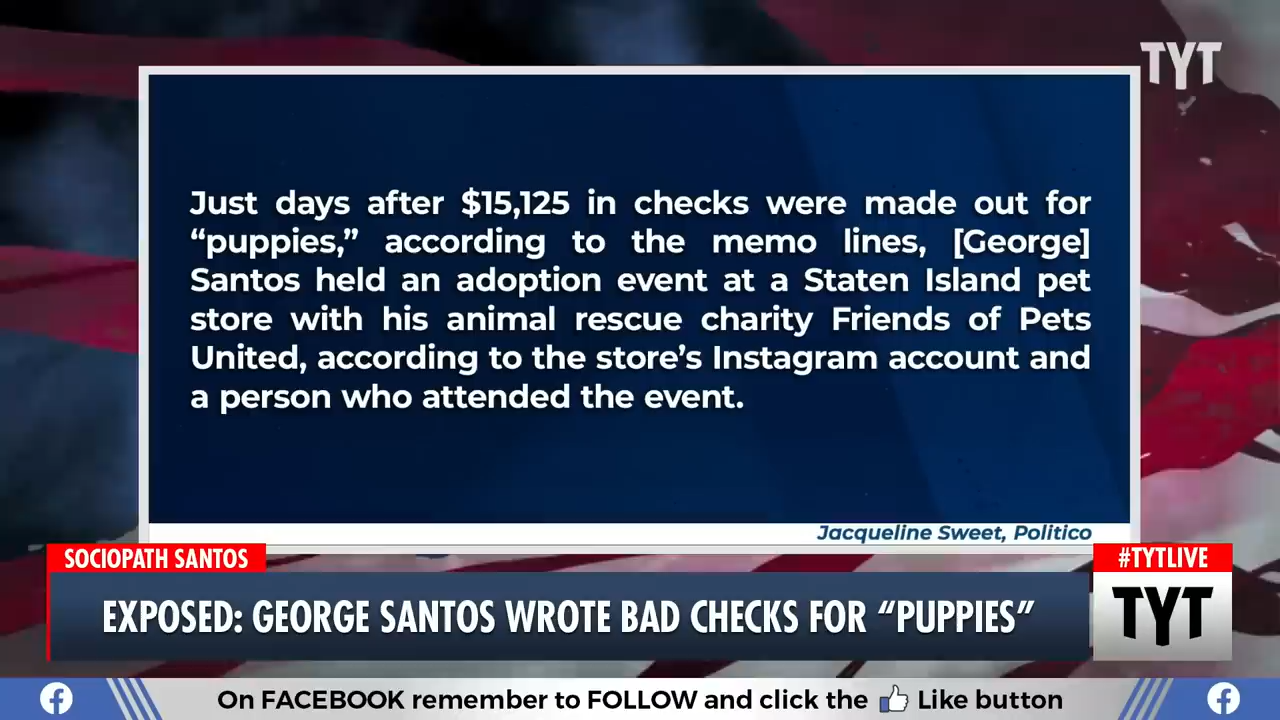 TYT
Just days after $15,125 in checks were made out for
“puppies,” according to the memo lines, [George]
Santos held an adoption event at a Staten Island pet
store with his animal rescue charity Friends of Pets
United, according to the store’s Instagram account and
a person who attended the event.
Jacqueline Sweet, Politico
SOCIOPATH SANTOS
#TYTLIVE
EXPOSED: GEORGE SANTOS WROTE BAD CHECKS FOR “PUPPIES”
TYT
On FACEBOOK remember to FOLLOW and click the 👍 Like button